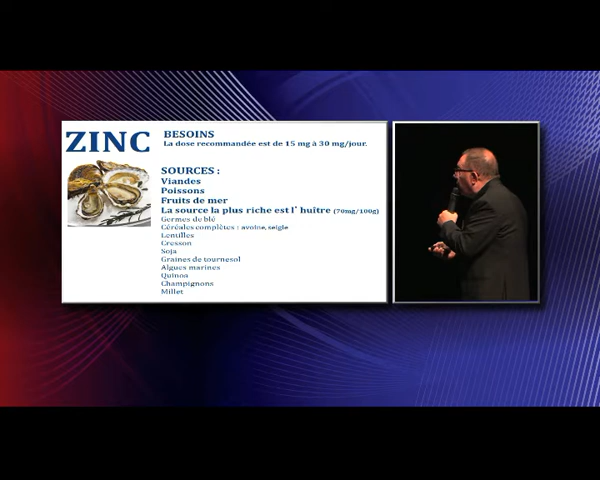 ZINC
BESOINS
La dose recommandée est de 15 mg à 30 mg/jour.
SOURCES :
Viandes
Poissons
Fruits de mer
La source la plus riche est l' huître (70mg/100g)
Germes de blé
Céréales complètes : avoine, seigle
Lentilles
Cresson
Soja
Graines de tournesol
Algues marines
Quinoa
Champignons
Millet